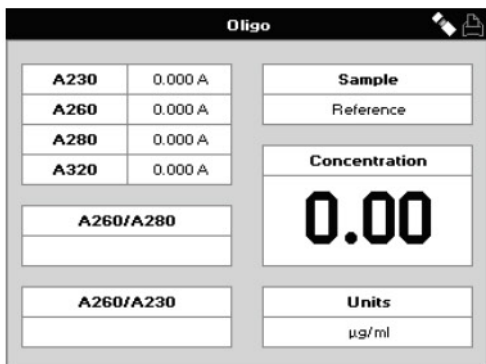 Oligo
A230 0.000 A
A260 0.000 A
A280 0.000 A
A320 0.000 A
A260/A280
A260/A230
Sample
Reference
Concentration
0.00
Units
µg/ml